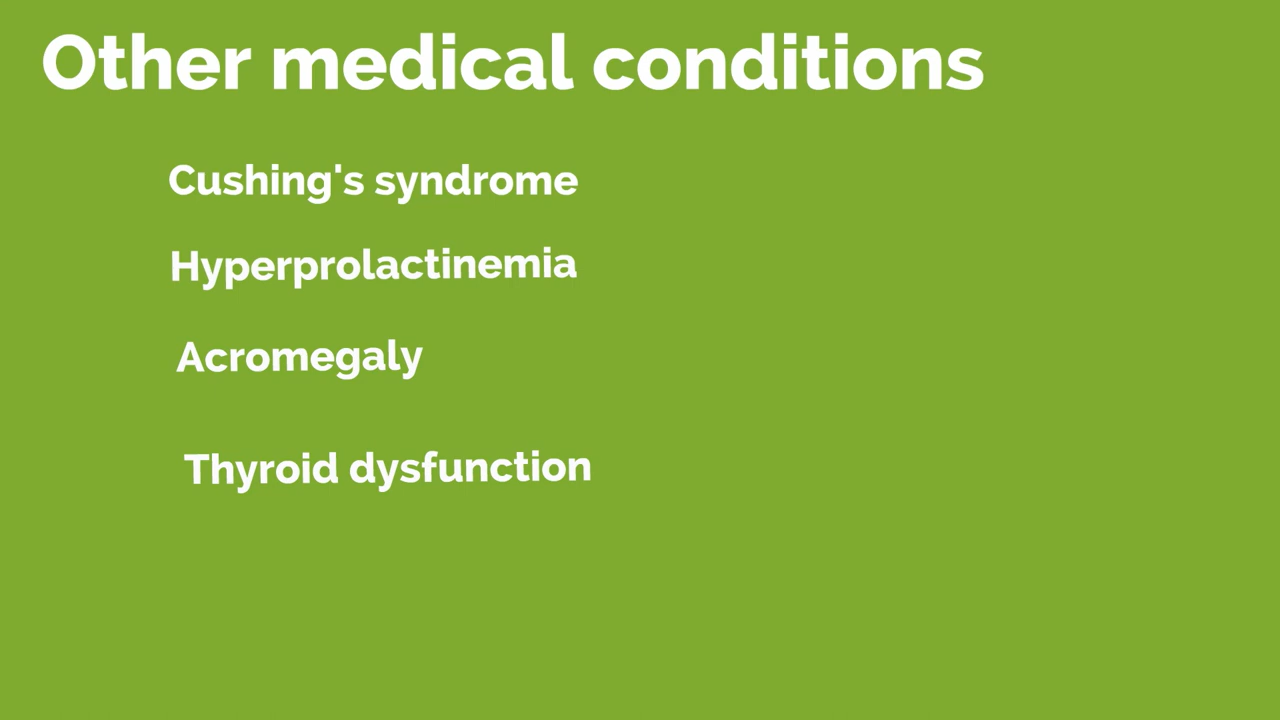 Other medical conditions
Cushing's syndrome
Hyperprolactinemia
Acromegaly
Thyroid dysfunction